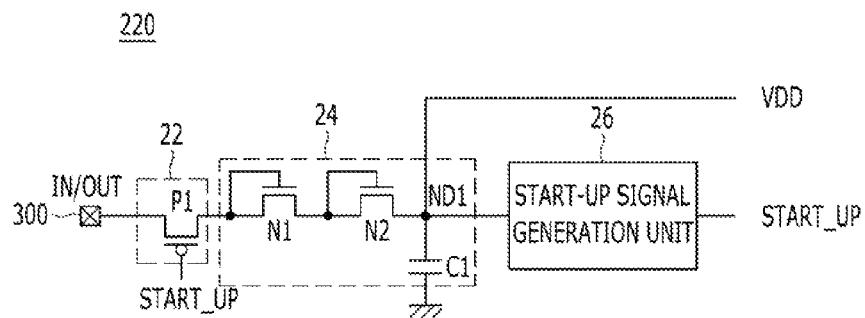 220
VDD
22
24
26
IN/OUT
300
P1
N1
N2
ND1
C1
START-UP SIGNAL
GENERATION UNIT
START_UP
START_UP